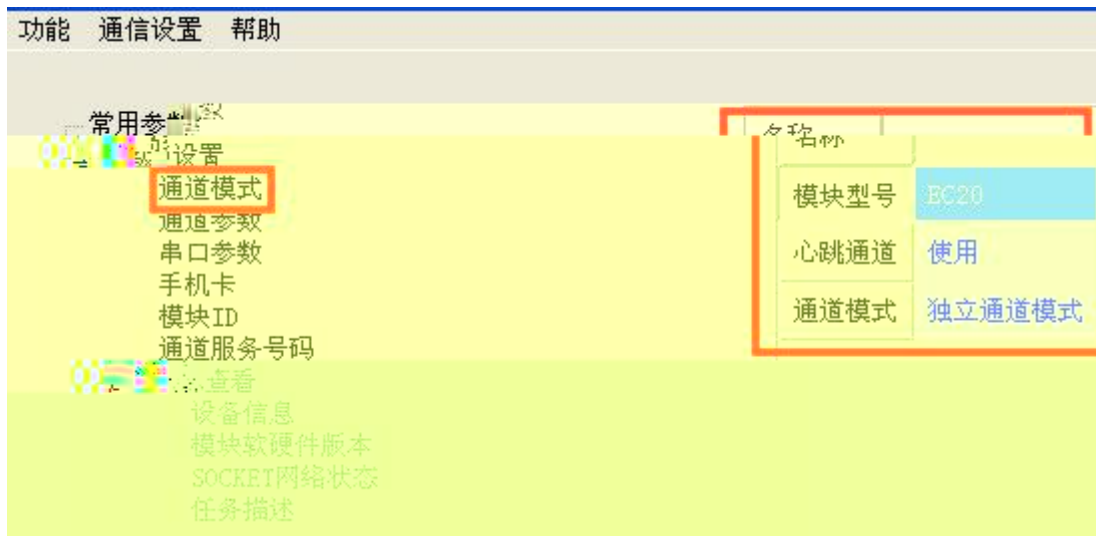 功能 通信设置 帮助
常用参数
设置
通道模式
通道参数
串口参数
手机卡
模块ID
通道服务号码
查看
设备信息
模块软硬件版本
SOCKET网络状态
任务描述
名称
模块型号 EC20
心跳通道 使用
通道模式 独立通道模式